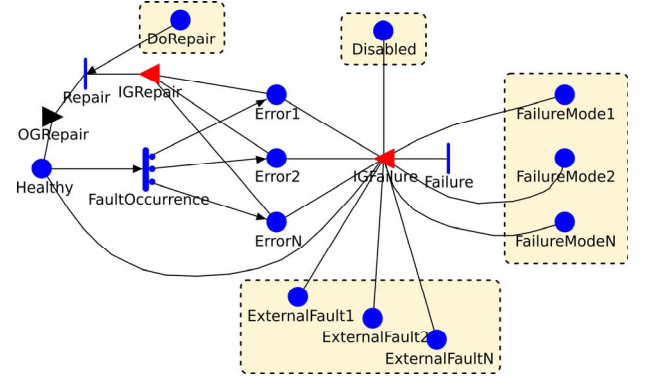 DoRepair
Disabled
Repair
IGRepair
Error1
FailureMode1
OGRepair
Error2
IGFailure
Failure
FailureMode2
Healthy
FaultOccurrence
ErrorN
FailureModeN
ExternalFault1
ExternalFault2
ExternalFaultN